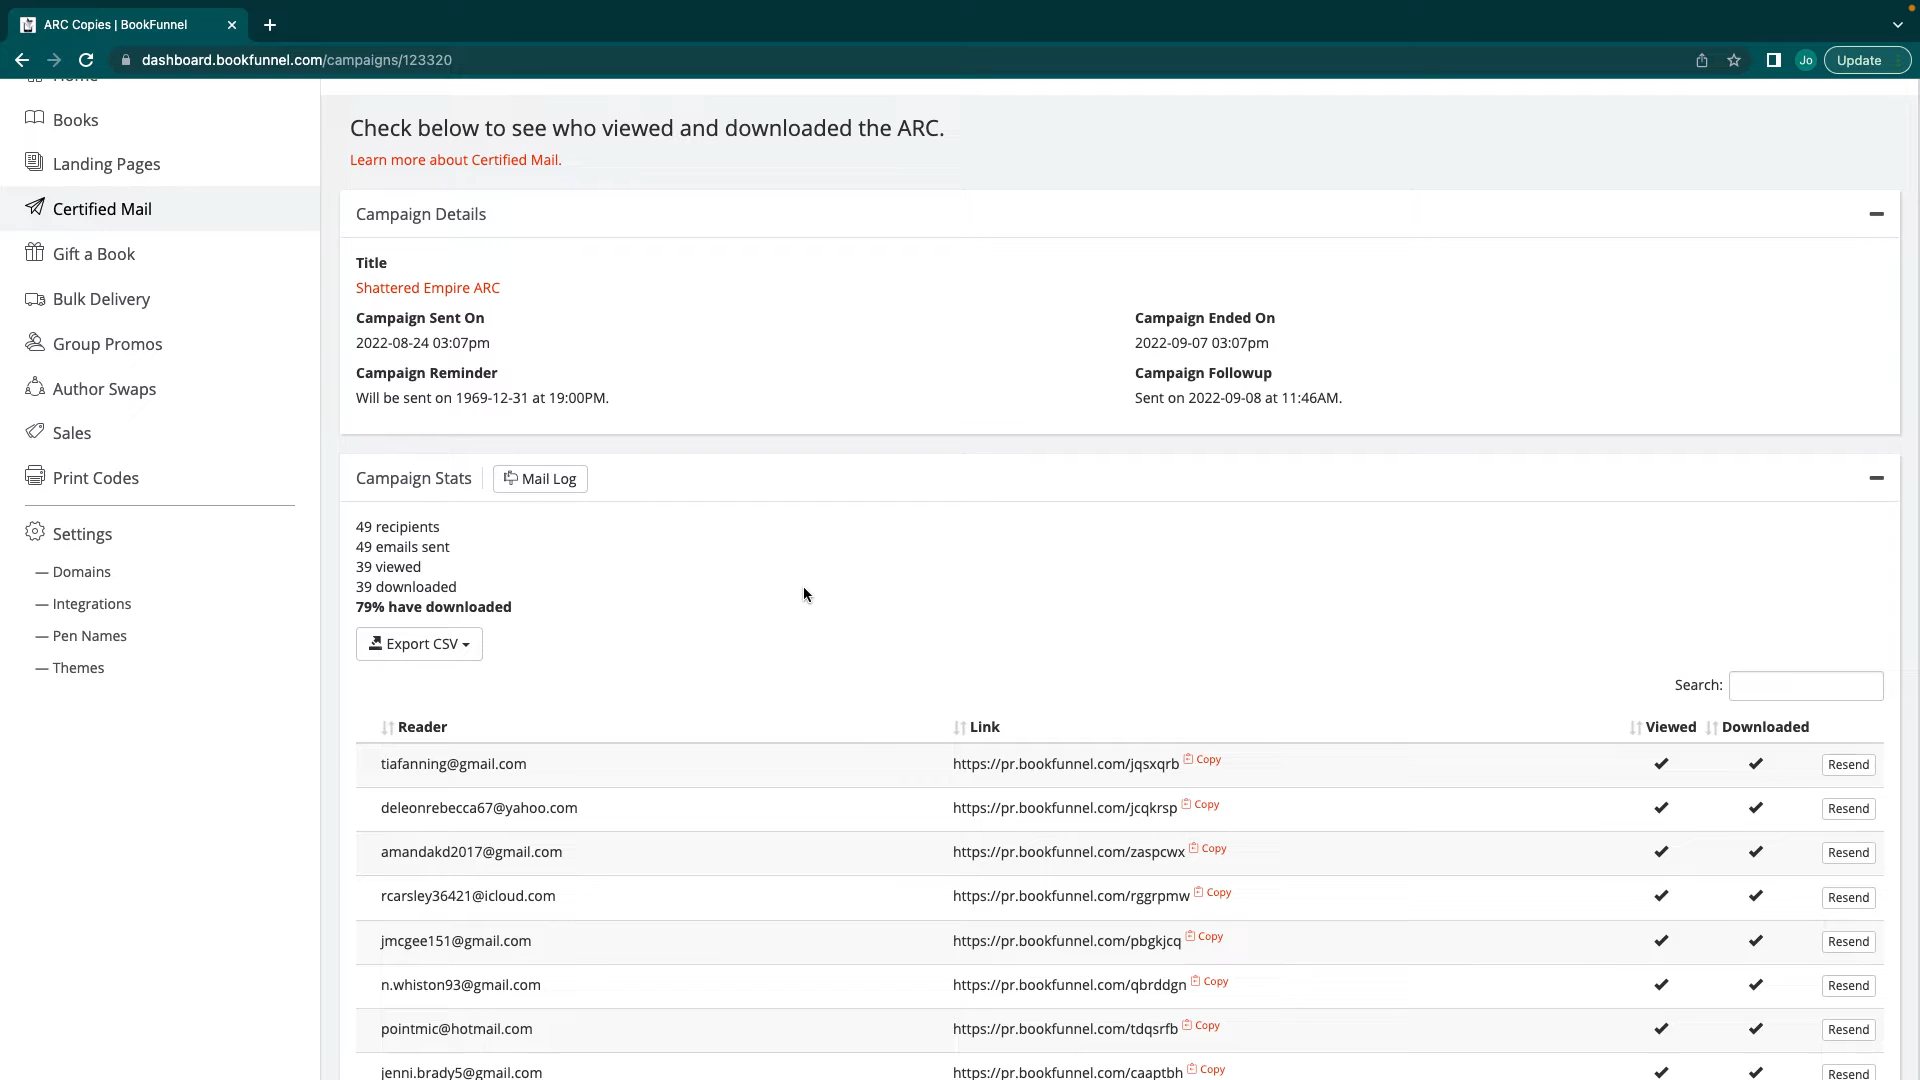 ARC Copies | BookFunnel
dashboard.bookfunnel.com/campaigns/123320
Jo
Update
Home
Books
Landing Pages
Certified Mail
Gift a Book
Bulk Delivery
Group Promos
Author Swaps
Sales
Print Codes
Settings
— Domains
— Integrations
— Pen Names
— Themes
Check below to see who viewed and downloaded the ARC.
Learn more about Certified Mail.
Campaign Details
Title
Shattered Empire ARC
Campaign Sent On Campaign Ended On
2022-08-24 03:07pm 2022-09-07 03:07pm
Campaign Reminder Campaign Followup
Will be sent on 1969-12-31 at 19:00PM. Sent on 2022-09-08 at 11:46AM.
Campaign Stats Mail Log
49 recipients
49 emails sent
39 viewed
39 downloaded
79% have downloaded
Export CSV
Search:
Reader Link Viewed Downloaded
tiafanning@gmail.com https://pr.bookfunnel.com/jqsxqrb Copy Resend
deleonrebecca67@yahoo.com https://pr.bookfunnel.com/jcqkrsp Copy Resend
amandakd2017@gmail.com https://pr.bookfunnel.com/zaspcwx Copy Resend
rcarsley36421@icloud.com https://pr.bookfunnel.com/rggrpmw Copy Resend
jmcgee151@gmail.com https://pr.bookfunnel.com/pbgkjcq Copy Resend
n.whiston93@gmail.com https://pr.bookfunnel.com/qbrddgn Copy Resend
pointmic@hotmail.com https://pr.bookfunnel.com/tdqsrfb Copy Resend
jenni.brady5@gmail.com https://pr.bookfunnel.com/caaptbh Copy Resend